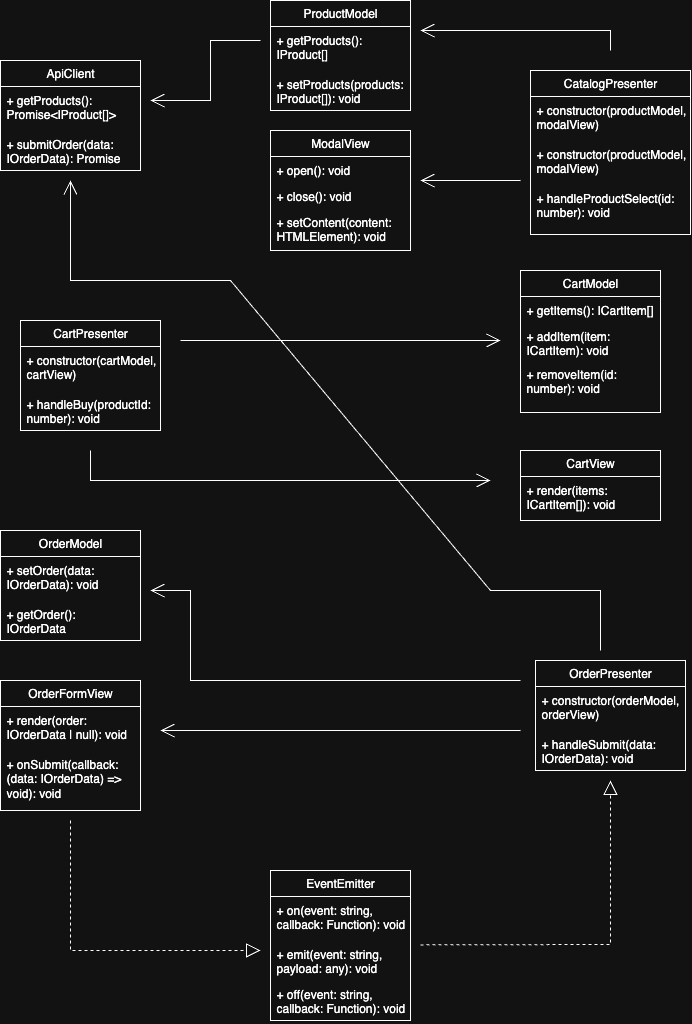 ProductModel
+ getProducts():
IProduct[]
+ setProducts(products:
IProduct[]): void
ApiClient
+ getProducts():
Promise<IProduct[]>
+ submitOrder(data:
IOrderData): Promise
CatalogPresenter
+ constructor(productModel,
modalView)
+ constructor(productModel,
modalView)
+ handleProductSelect(id:
number): void
ModalView
+ open(): void
+ close(): void
+ setContent(content:
HTMLElement): void
CartModel
+ getItems(): ICartItem[]
+ addItem(item:
ICartItem): void
+ removeItem(id:
number): void
CartPresenter
+ constructor(cartModel,
cartView)
+ handleBuy(productId:
number): void
CartView
+ render(items:
ICartItem[]): void
OrderModel
+ setOrder(data:
IOrderData): void
+ getOrder():
IOrderData
OrderPresenter
+ constructor(orderModel,
orderView)
+ handleSubmit(data:
IOrderData): void
OrderFormView
+ render(order:
IOrderData | null): void
+ onSubmit(callback:
(data: IOrderData) =>
void): void
EventEmitter
+ on(event: string,
callback: Function): void
+ emit(event: string,
payload: any): void
+ off(event: string,
callback: Function): void